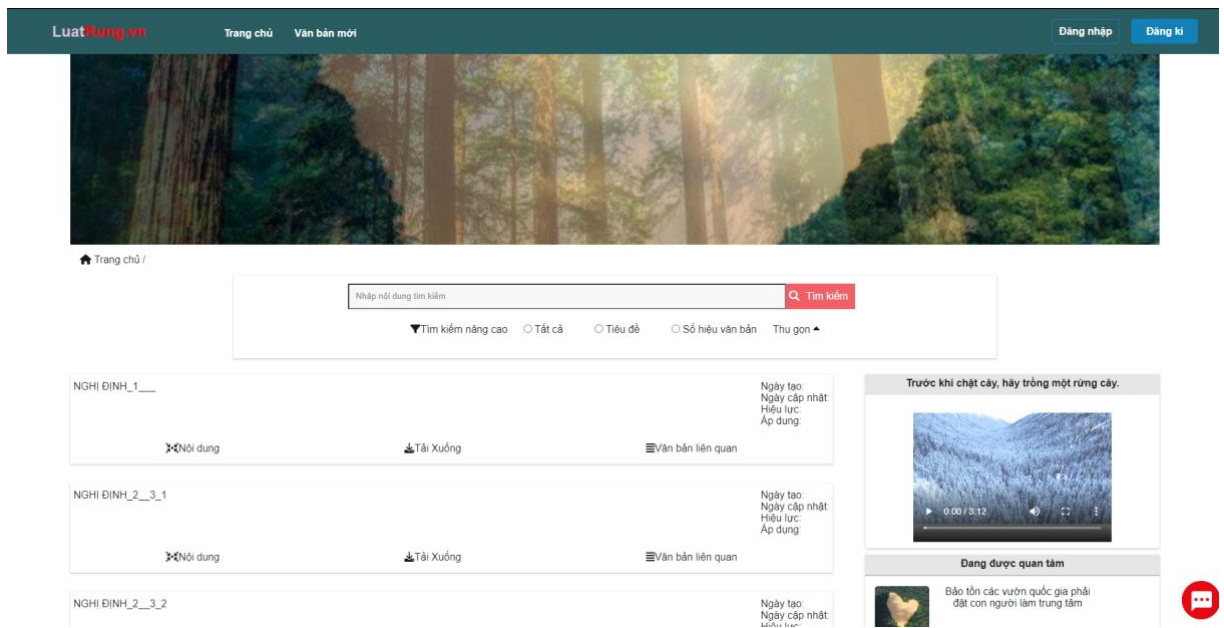 LuatRung.vn
Trang chủ
Văn bản mới
Đăng nhập
Đăng kí
Trang chủ /
Nhập nội dung tìm kiếm
Tìm kiếm
Tìm kiếm nâng cao
Tất cả
Tiêu đề
Số hiệu văn bản
Thu gọn
NGHỊ ĐỊNH_1___
Ngày tạo:
Ngày cập nhật:
Hiệu lực:
Áp dụng:
Nội dung
Tải Xuống
Văn bản liên quan
NGHỊ ĐỊNH_2__3_1
Ngày tạo:
Ngày cập nhật:
Hiệu lực:
Áp dụng:
Nội dung
Tải Xuống
Văn bản liên quan
NGHỊ ĐỊNH_2__3_2
Ngày tạo:
Ngày cập nhật:
Hiệu lực:
Trước khi chặt cây, hãy trồng một rừng cây.
0:00 / 3:12
Đang được quan tâm
Bảo tồn các vườn quốc gia phải
đặt con người làm trung tâm